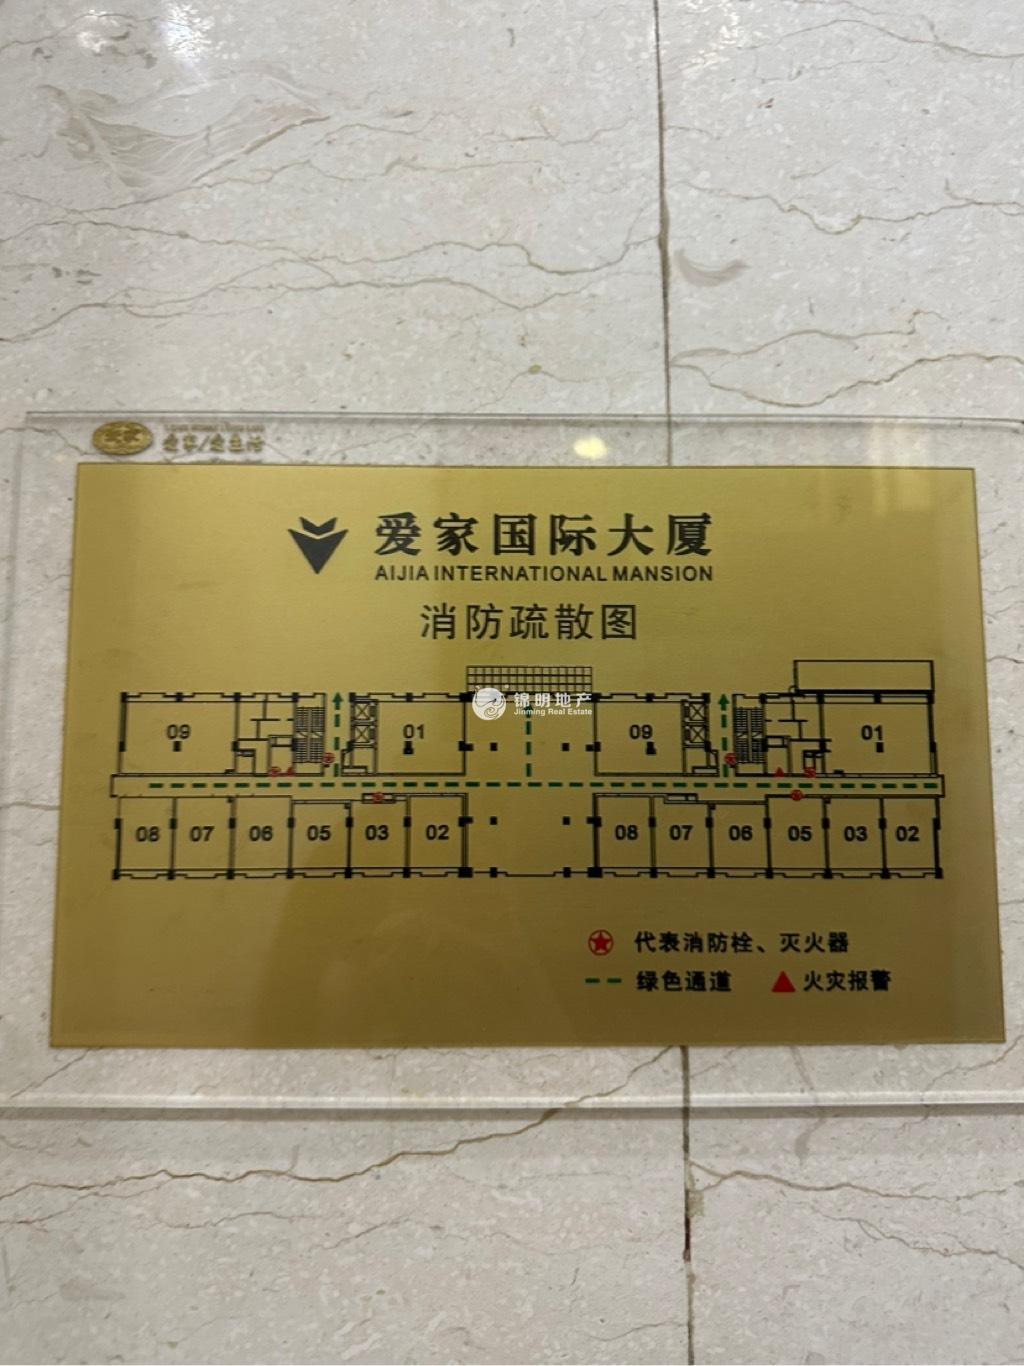 爱家国际大厦
AIJIA INTERNATIONAL MANSION
消防疏散图
锦明地产
Jinming Real Estate
09 01 09 01
08 07 06 05 03 02 08 07 06 05 03 02
代表消防栓、灭火器
绿色通道 火灾报警